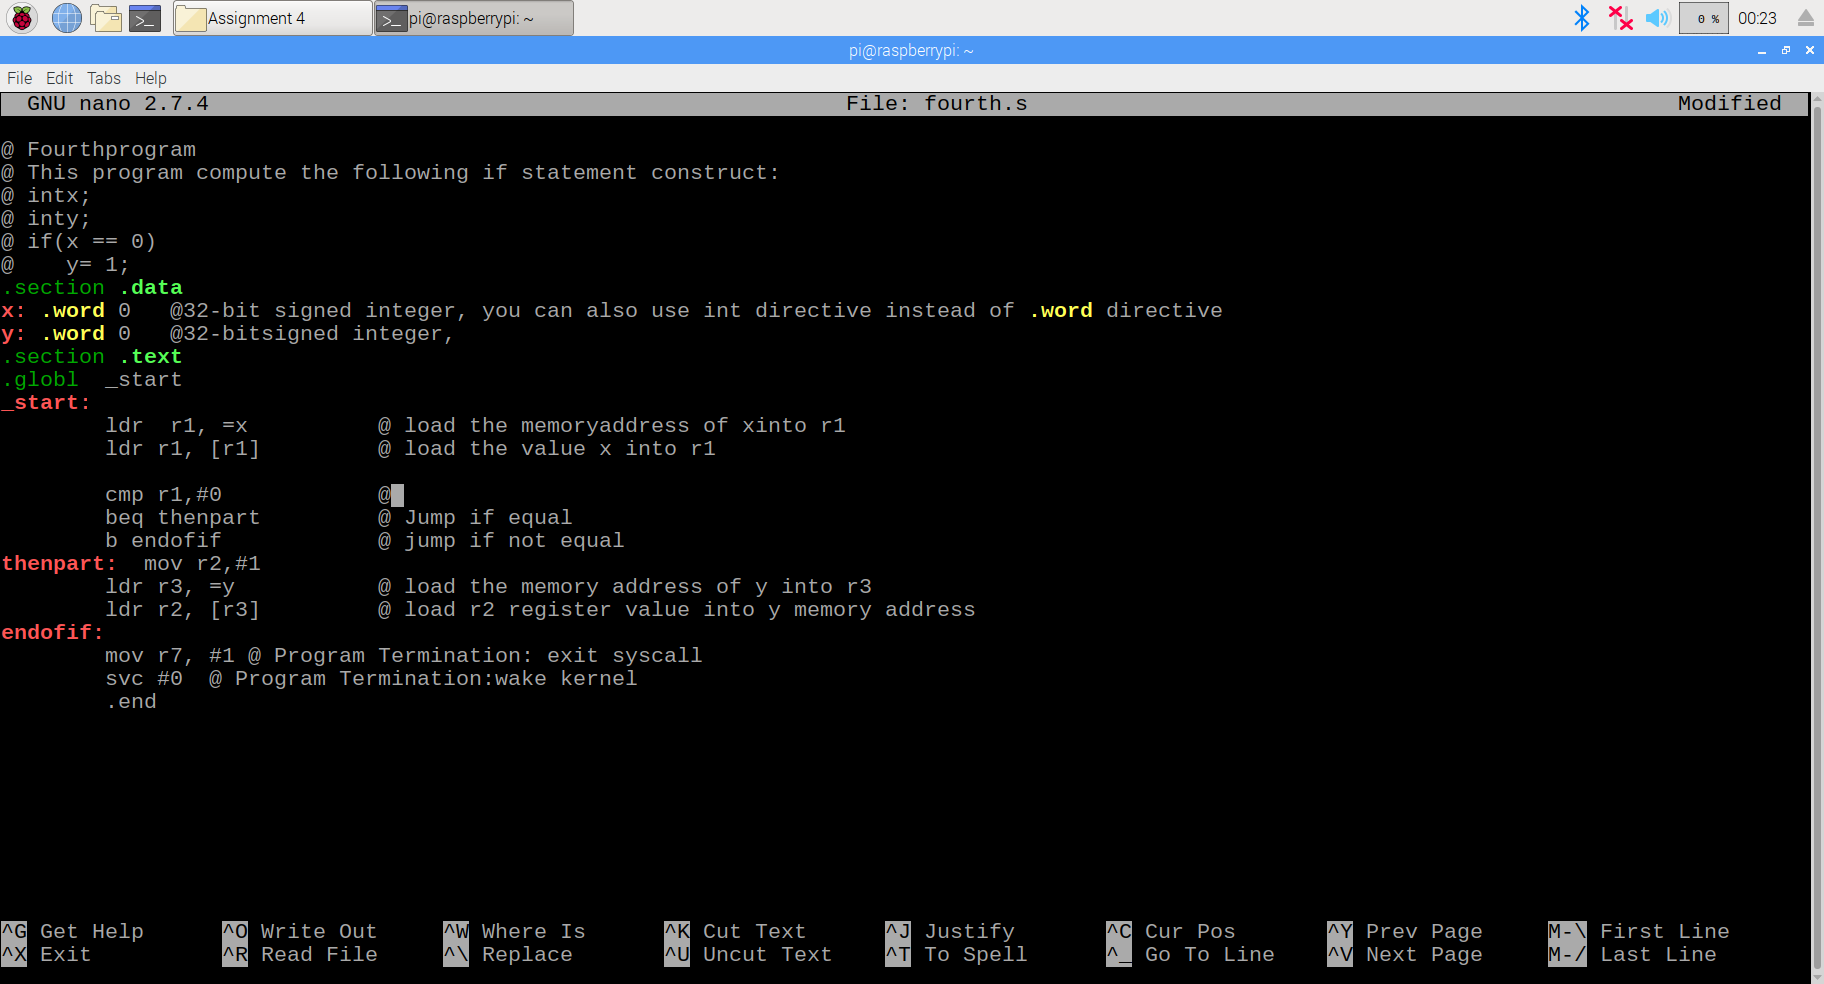 Assignment 4
pi@raspberrypi: ~
0 %
00:23
pi@raspberrypi: ~
File Edit Tabs Help
GNU nano 2.7.4 File: fourth.s Modified
@ Fourthprogram
@ This program compute the following if statement construct:
@ intx;
@ inty;
@ if(x == 0)
@    y= 1;
.section .data
x: .word 0   @32-bit signed integer, you can also use int directive instead of .word directive
y: .word 0   @32-bitsigned integer,
.section .text
.globl  _start
_start:
        ldr  r1, =x          @ load the memoryaddress of xinto r1
        ldr r1, [r1]         @ load the value x into r1
        cmp r1,#0            @
        beq thenpart         @ Jump if equal
        b endofif            @ jump if not equal
thenpart:  mov r2,#1
        ldr r3, =y           @ load the memory address of y into r3
        ldr r2, [r3]         @ load r2 register value into y memory address
endofif:
        mov r7, #1 @ Program Termination: exit syscall
        svc #0  @ Program Termination:wake kernel
        .end
^G Get Help ^O Write Out ^W Where Is ^K Cut Text ^J Justify ^C Cur Pos ^Y Prev Page M-\ First Line
^X Exit ^R Read File ^\ Replace ^U Uncut Text ^T To Spell ^_ Go To Line ^V Next Page M-/ Last Line